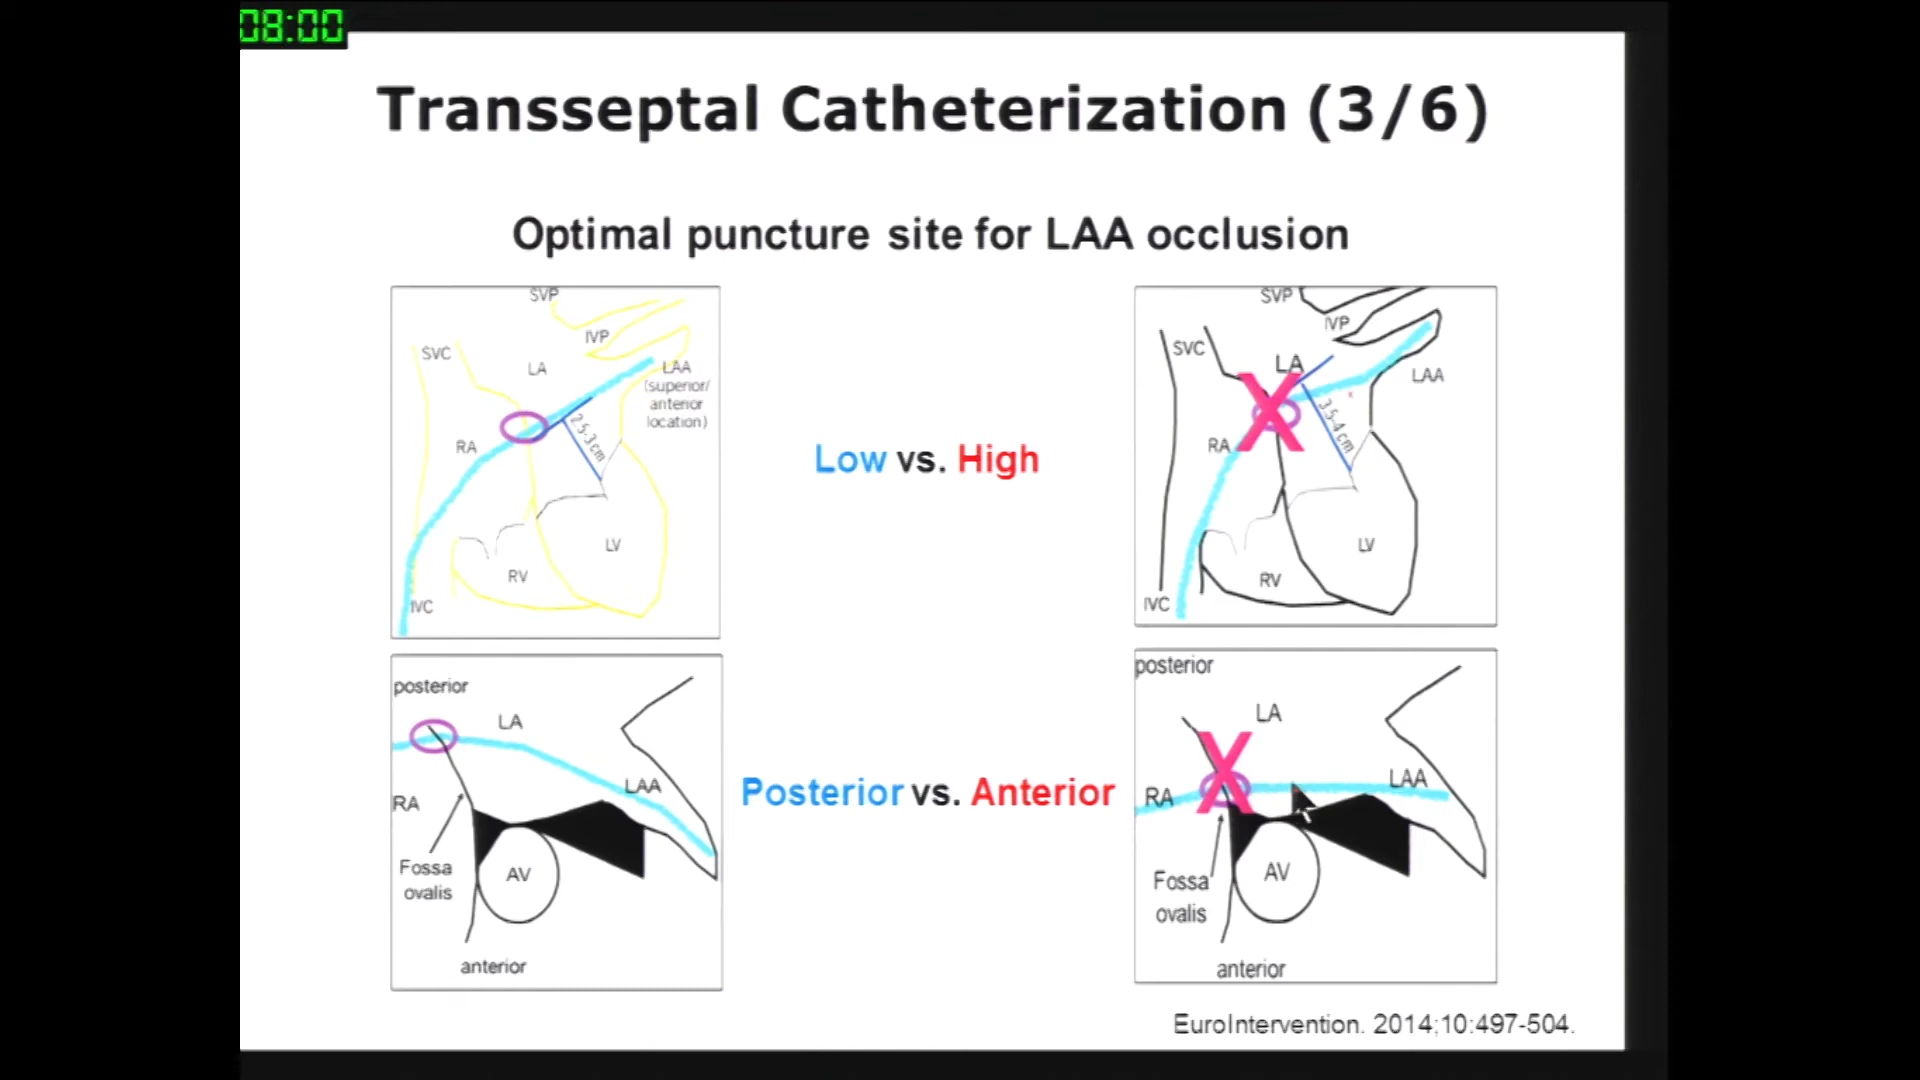 08:00
Transseptal Catheterization (3/6)
Optimal puncture site for LAA occlusion
SVP
IVP
SVC
LA
LAA
(superior/
anterior
location)
2.5-3 cm
RA
LV
RV
IVC
Low vs. High
SVP
IVP
SVC
LA
LAA
3.5-4 cm
RA
LV
RV
IVC
posterior
LA
LAA
RA
Fossa
ovalis
AV
anterior
Posterior vs. Anterior
posterior
LA
LAA
RA
Fossa
ovalis
AV
anterior
EuroIntervention. 2014;10:497-504.